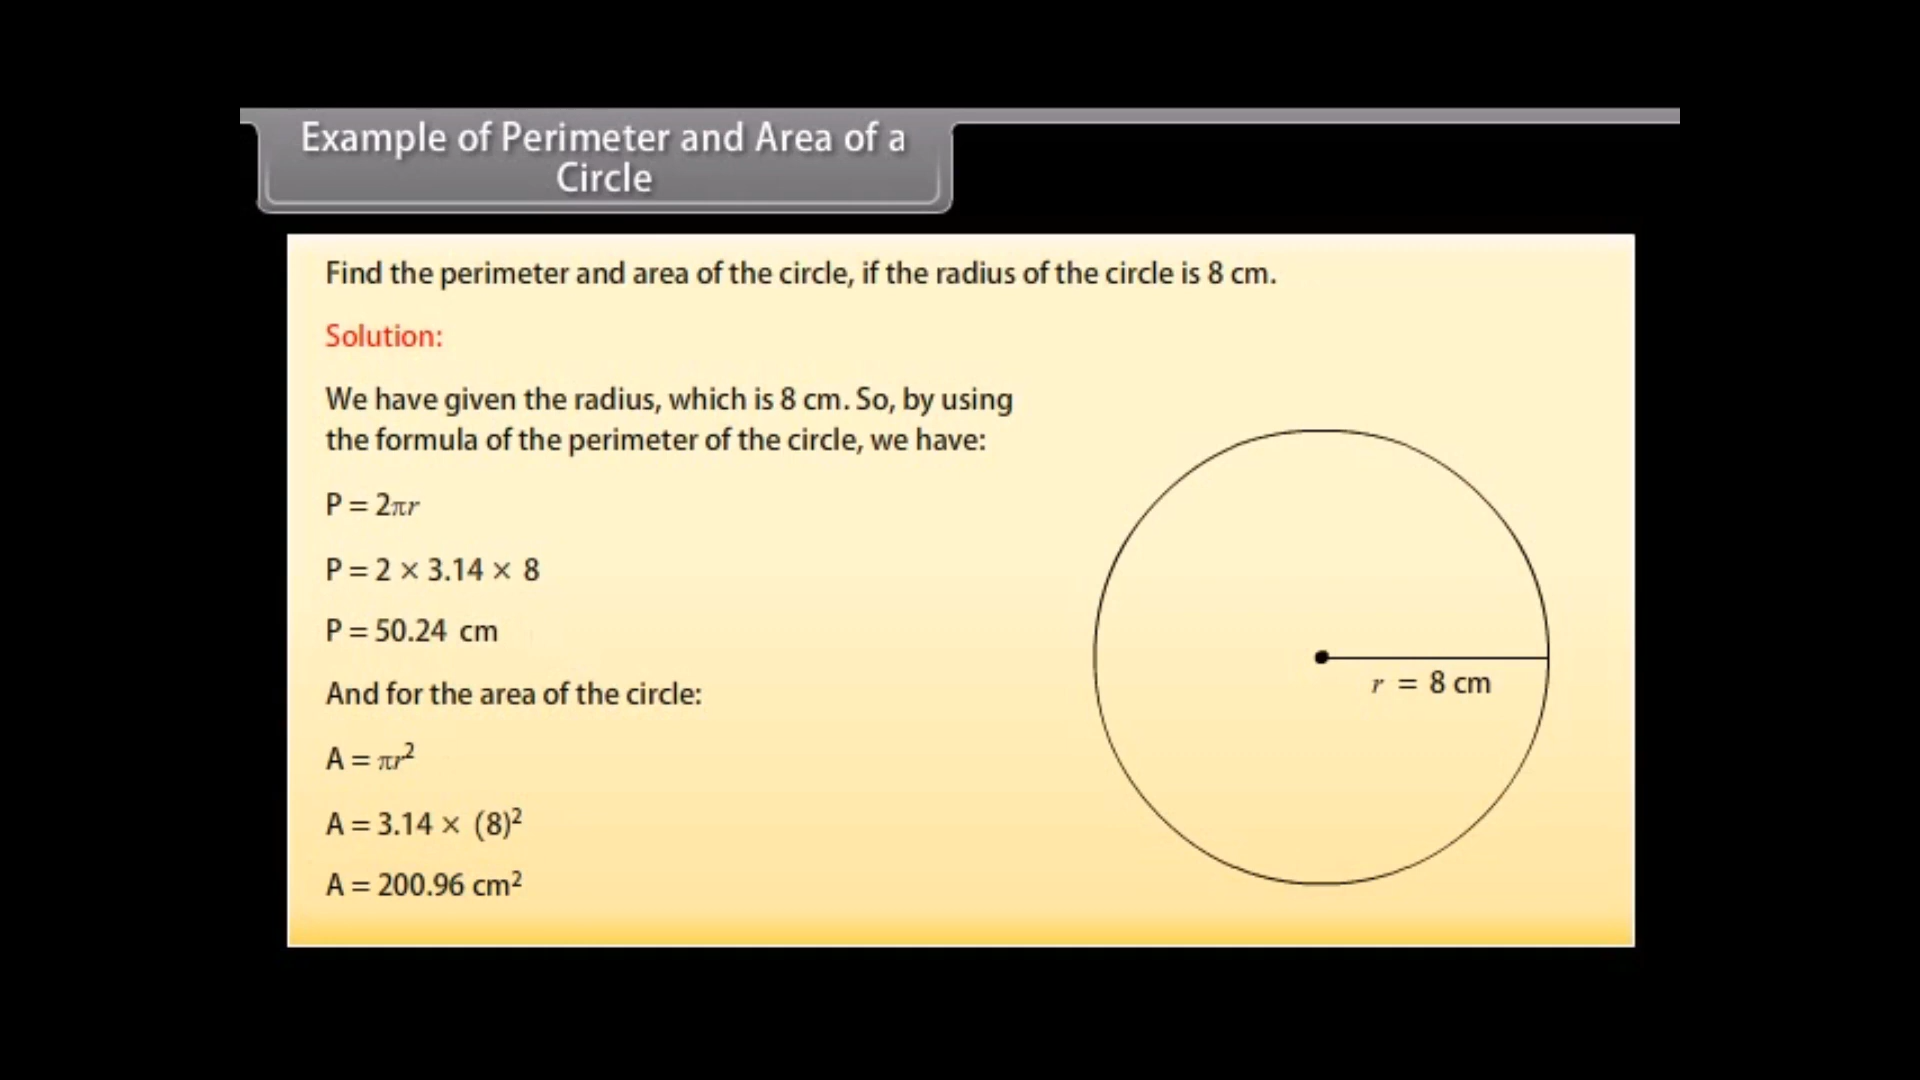 Example of Perimeter and Area of a
Circle
Find the perimeter and area of the circle, if the radius of the circle is 8 cm.
Solution:
We have given the radius, which is 8 cm. So, by using
the formula of the perimeter of the circle, we have:
P = 2πr
P = 2 × 3.14 × 8
P = 50.24 cm
And for the area of the circle:
A = πr²
A = 3.14 × (8)²
A = 200.96 cm²
r = 8 cm